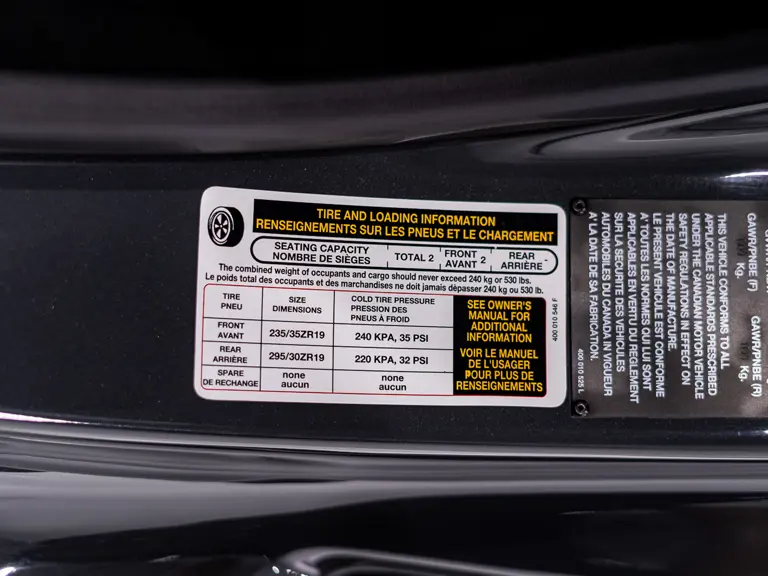 TIRE AND LOADING INFORMATION
RENSEIGNEMENTS SUR LES PNEUS ET LE CHARGEMENT
SEATING CAPACITY
NOMBRE DE SIÈGES
TOTAL 2
FRONT
AVANT 2
REAR
ARRIÈRE -
The combined weight of occupants and cargo should never exceed 240 kg or 530 lbs.
Le poids total des occupants et des marchandises ne doit jamais dépasser 240 kg ou 530 lb.
TIRE
PNEU
SIZE
DIMENSIONS
COLD TIRE PRESSURE
PRESSION DES
PNEUS À FROID
FRONT
AVANT
235/35ZR19
240 KPA, 35 PSI
REAR
ARRIÈRE
295/30ZR19
220 KPA, 32 PSI
SPARE
DE RECHANGE
none
aucun
none
aucun
SEE OWNER'S
MANUAL FOR
ADDITIONAL
INFORMATION
VOIR LE MANUEL
DE L'USAGER
POUR PLUS DE
RENSEIGNEMENTS
400 010 946 F
GAWR/PNBE (F)
Kg.
GAWR/PNBE (R)
Kg.
THIS VEHICLE CONFORMS TO ALL
APPLICABLE STANDARDS PRESCRIBED
UNDER THE CANADIAN MOTOR VEHICLE
SAFETY REGULATIONS IN EFFECT ON
THE DATE OF MANUFACTURE.
LE PRESENT VEHICULE EST CONFORME
A' TOUTES LES NORMES QUI LUI SONT
APPLICABLES EN VERTU DU REGLEMENT
SUR LA SECURITE DES VEHICULES
AUTOMOBILES DU CANADA IN VIGUEUR
A' LA DATE DE SA FABRICATION.
400 010 525 L